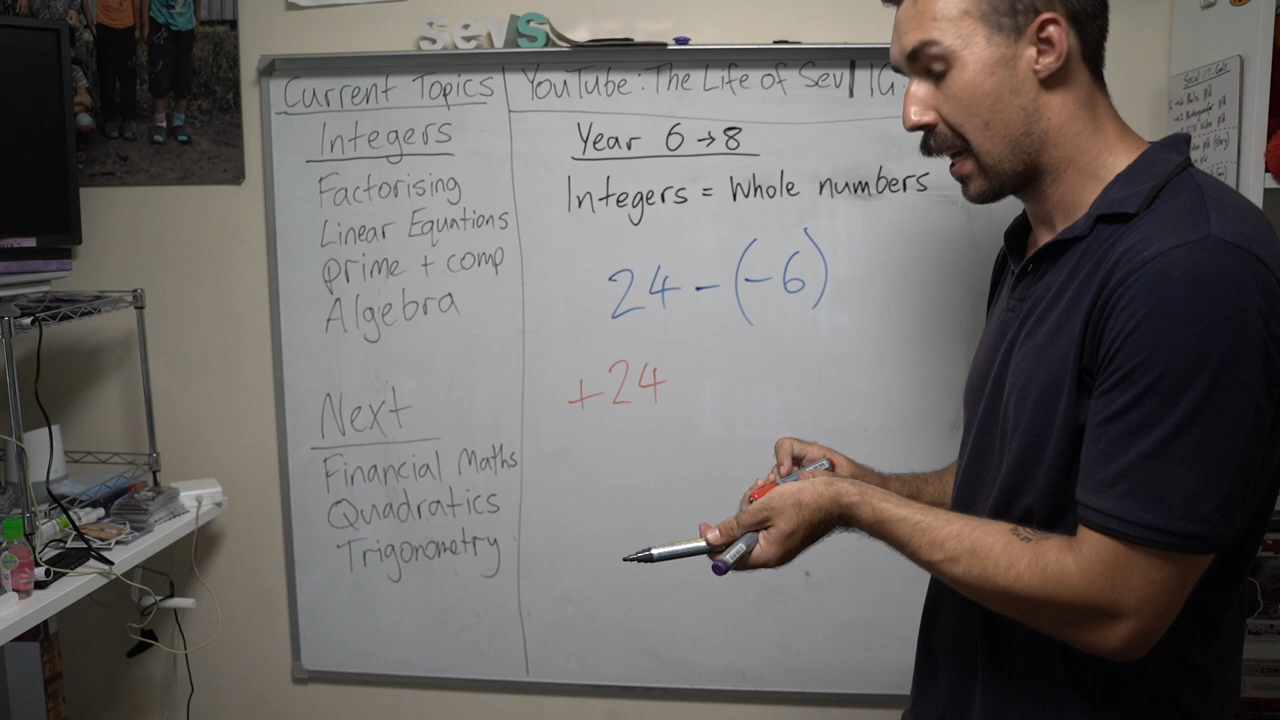 sevs
Current Topics
Integers
Factorising
Linear Equations
prime + comp
Algebra
Next
Financial Maths
Quadratics
Trigonometry
YouTube: The Life of Sev | IG
Year 6 → 8
Integers = Whole numbers
24 - (-6)
+24